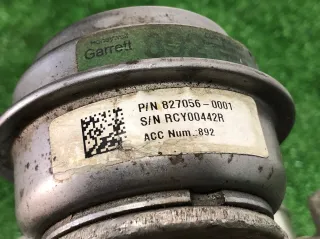 Garrett
P/N 827056-0001
S/N RCY00442R
ACC Num.:892